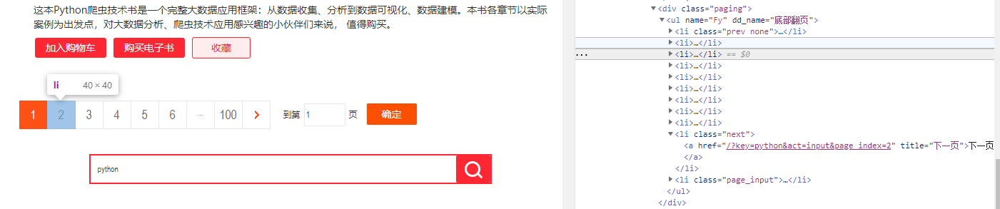 这本Python爬虫技术书是一个完整大数据应用框架：从数据收集、分析到数据可视化、数据建模。本书各章节以实际
案例为出发点，对大数据分析、爬虫技术应用感兴趣的小伙伴们来说， 值得购买。
加入购物车 购买电子书 收藏
li 40 × 40
1 2 3 4 5 6 ... 100 > 到第 1 页 确定
python
<div class="paging">
<ul name="Fy" dd_name="底部翻页">
<li class="prev none">…</li>
<li>…</li>
... <li>…</li> == $0
<li>…</li>
<li>…</li>
<li>…</li>
<li>…</li>
<li>…</li>
<li>…</li>
<li class="next">
<a href="/?key=python&act=input&page_index=2" title="下一页">下一页
</a>
</li>
<li class="page_input">…</li>
</ul>
</div>